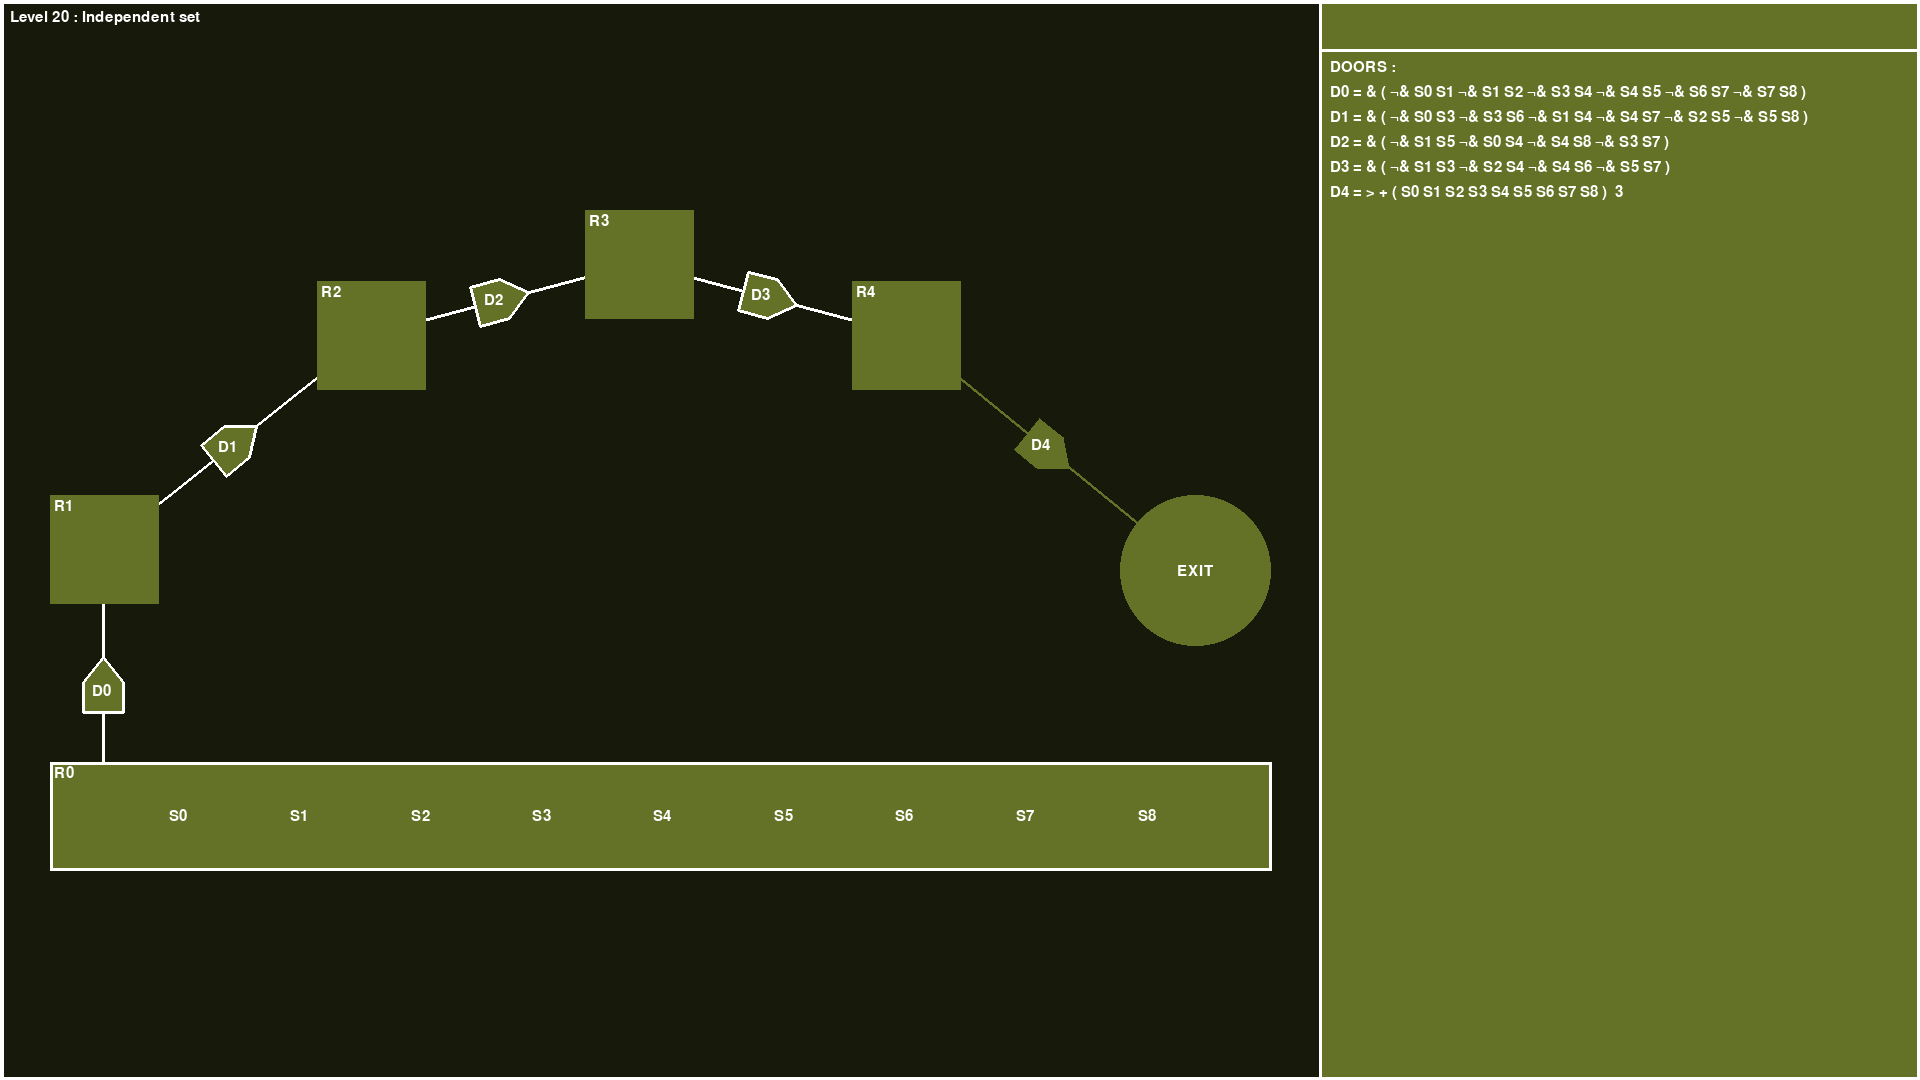 Level 20 : Independent set
DOORS :
D0 = & ( ¬& S0 S1 ¬& S1 S2 ¬& S3 S4 ¬& S4 S5 ¬& S6 S7 ¬& S7 S8 )
D1 = & ( ¬& S0 S3 ¬& S3 S6 ¬& S1 S4 ¬& S4 S7 ¬& S2 S5 ¬& S5 S8 )
D2 = & ( ¬& S1 S5 ¬& S0 S4 ¬& S4 S8 ¬& S3 S7 )
D3 = & ( ¬& S1 S3 ¬& S2 S4 ¬& S4 S6 ¬& S5 S7 )
D4 = > + ( S0 S1 S2 S3 S4 S5 S6 S7 S8 ) 3
R3
R2
D2
D3
R4
D1
D4
R1
EXIT
D0
R0
S0 S1 S2 S3 S4 S5 S6 S7 S8